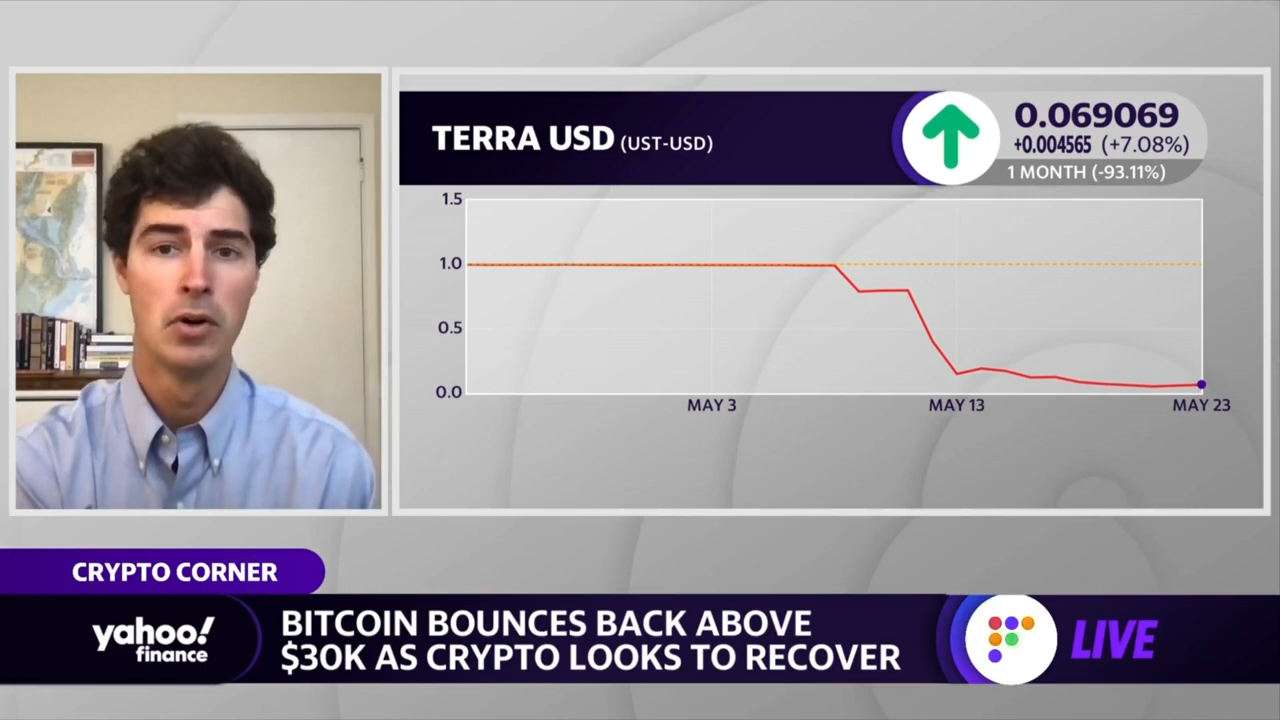 TERRA USD (UST-USD)
0.069069
+0.004565 (+7.08%)
1 MONTH (-93.11%)
1.5
1.0
0.5
0.0
MAY 3
MAY 13
MAY 23
CRYPTO CORNER
yahoo!
finance
BITCOIN BOUNCES BACK ABOVE
$30K AS CRYPTO LOOKS TO RECOVER
LIVE